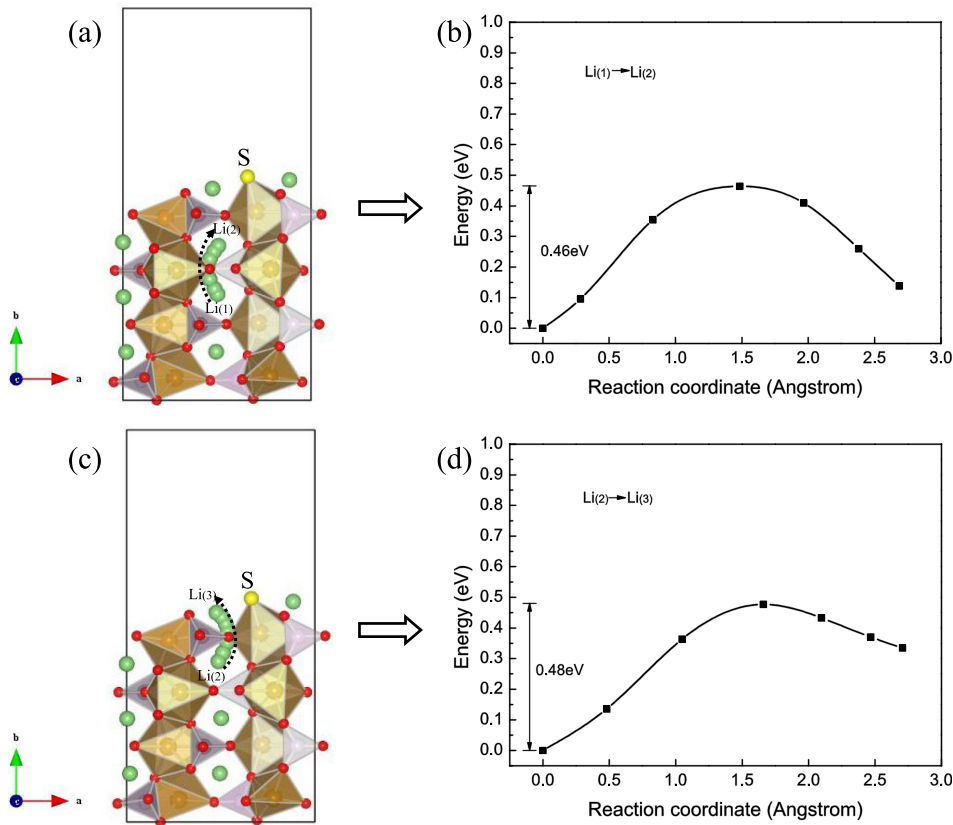 (a)
S
Li(2)
Li(1)
b
c
a
(b)
Li(1)→Li(2)
1.0
0.9
0.8
0.7
0.6
0.5
0.4
0.3
0.2
0.1
0.0
Energy (eV)
0.46eV
0.0 0.5 1.0 1.5 2.0 2.5 3.0
Reaction coordinate (Angstrom)
(c)
S
Li(3)
Li(2)
b
c
a
(d)
Li(2)→Li(3)
1.0
0.9
0.8
0.7
0.6
0.5
0.4
0.3
0.2
0.1
0.0
Energy (eV)
0.48eV
0.0 0.5 1.0 1.5 2.0 2.5 3.0
Reaction coordinate (Angstrom)